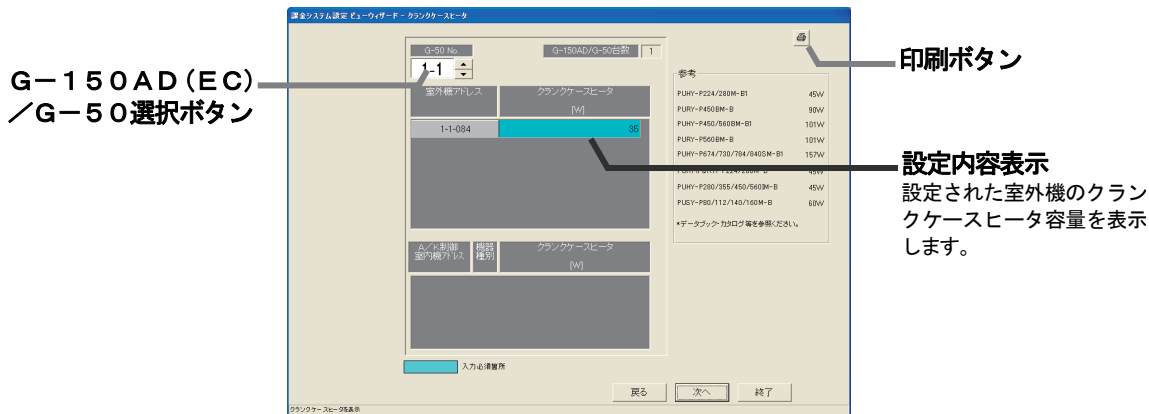 課金システム設定 ビューウィザード - クランクケースヒータ
G-50 No.
G-150AD/G-50台数 1
1-1
室外機アドレス
クランクケースヒータ
[W]
1-1-084
35
A/K制御
室内機アドレス
機器
種別
クランクケースヒータ
[W]
入力必須箇所
参考
PUHY-P224/280M-B1 45W
PURY-P450BM-B 90W
PUHY-P450/560BM-B1 101W
PURY-P560BM-B 101W
PUHY-P674/730/784/840SM-B1 157W
45W
PUHY-P280/355/450/560DM-B 45W
PUSY-P80/112/140/160M-B 60W
*データブック・カタログ等を参照ください。
戻る
次へ
終了
クランクケースヒータを表示
G-150AD(EC)
/G-50選択ボタン
印刷ボタン
設定内容表示
設定された室外機のクラン
クケースヒータ容量を表示
します。